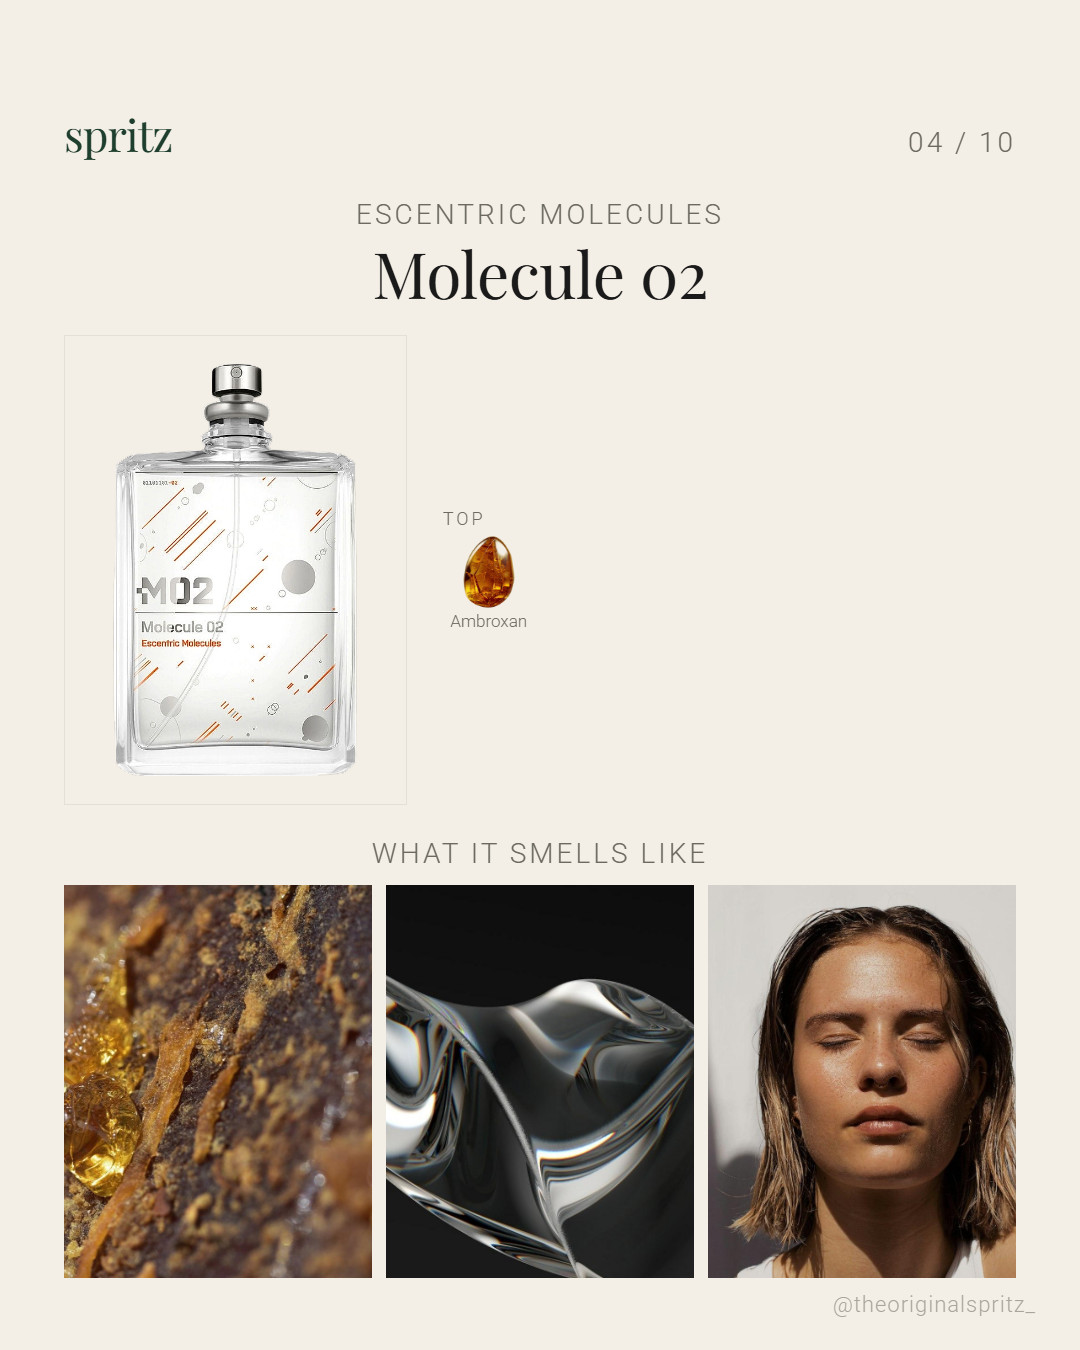 spritz
04 / 10
ESCENTRIC MOLECULES
Molecule 02
M02
Molecule 02
Escentric Molecules
TOP
Ambroxan
WHAT IT SMELLS LIKE
@theoriginalspritz_